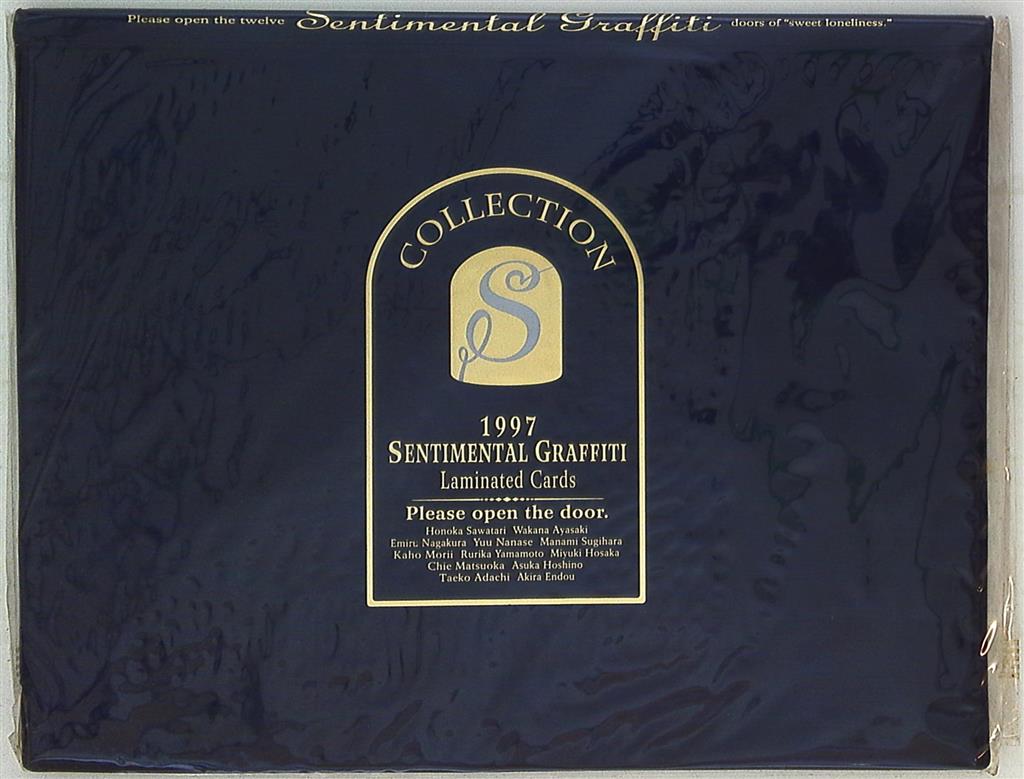 Please open the twelve Sentimental Graffiti doors of "sweet loneliness."
COLLECTION
S
1997
SENTIMENTAL GRAFFITI
Laminated Cards
Please open the door.
Honoka Sawatari Wakana Ayasaki
Emiru Nagakura Yuu Nanase Manami Sugihara
Kaho Morii Rurika Yamamoto Miyuki Hosaka
Chie Matsuoka Asuka Hoshino
Taeko Adachi Akira Endou